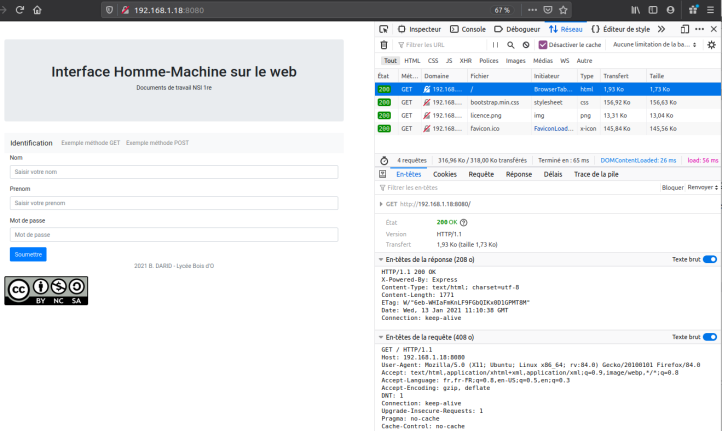 192.168.1.18:8080
67 %
Interface Homme-Machine sur le web
Documents de travail NSI 1re
Identification Exemple méthode GET Exemple méthode POST
Nom
Saisir votre nom
Prenom
Saisir votre prenom
Mot de passe
Mot de passe
Soumettre
2021 B. DARID - Lycée Bois d'O
cc BY NC SA
Inspecteur Console Débogueur Réseau Éditeur de style
Filtrer les URL
Désactiver le cache Aucune limitation de la ba...
Tout HTML CSS JS XHR Polices Images Médias WS Autre
État Mét... Domaine Fichier Initiateur Type Transfert Taille
200 GET 192.168.... / BrowserTab... html 1,93 Ko 1,73 Ko
200 GET 192.168.... bootstrap.min.css stylesheet css 156,92 Ko 156,63 Ko
200 GET 192.168.... licence.png img png 13,31 Ko 13,04 Ko
200 GET 192.168.... favicon.ico FaviconLoad... x-icon 145,84 Ko 145,56 Ko
4 requêtes 316,96 Ko / 318,00 Ko transférés Terminé en : 65 ms DOMContentLoaded: 26 ms load: 56 ms
En-têtes Cookies Requête Réponse Délais Trace de la pile
Filtrer les en-têtes Bloquer Renvoyer
GET http://192.168.1.18:8080/
État 200 OK
Version HTTP/1.1
Transfert 1,93 Ko (taille 1,73 Ko)
En-têtes de la réponse (208 o) Texte brut
HTTP/1.1 200 OK
X-Powered-By: Express
Content-Type: text/html; charset=utf-8
Content-Length: 1771
ETag: W/"6eb-WHIaFmKnLF9FGbQIKx0D1GPMT8M"
Date: Wed, 13 Jan 2021 11:10:38 GMT
Connection: keep-alive
En-têtes de la requête (408 o) Texte brut
GET / HTTP/1.1
Host: 192.168.1.18:8080
User-Agent: Mozilla/5.0 (X11; Ubuntu; Linux x86_64; rv:84.0) Gecko/20100101 Firefox/84.0
Accept: text/html,application/xhtml+xml,application/xml;q=0.9,image/webp,*/*;q=0.8
Accept-Language: fr,fr-FR;q=0.8,en-US;q=0.5,en;q=0.3
Accept-Encoding: gzip, deflate
DNT: 1
Connection: keep-alive
Upgrade-Insecure-Requests: 1
Pragma: no-cache
Cache-Control: no-cache